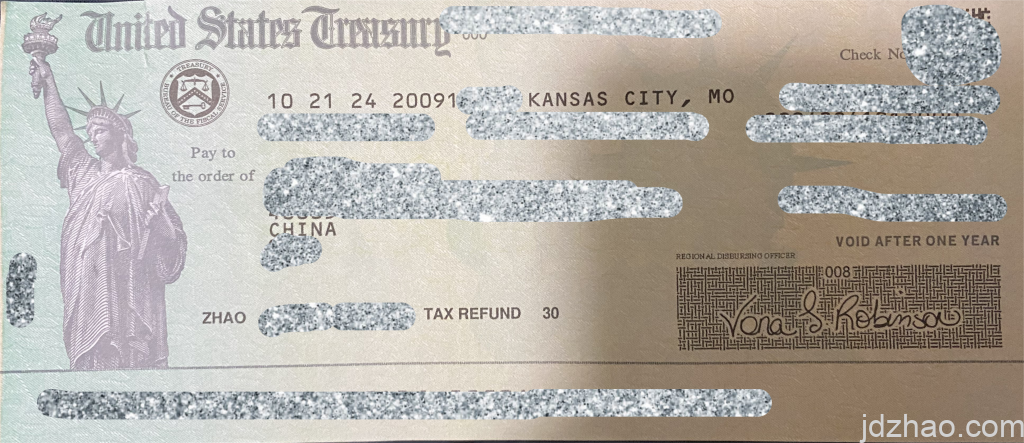 United States Treasury
Check No
10 21 24 20091 KANSAS CITY, MO
Pay to
the order of
CHINA
VOID AFTER ONE YEAR
REGIONAL DISBURSING OFFICER
008
Vona S. Robinson
ZHAO TAX REFUND 30
jdzhao.com